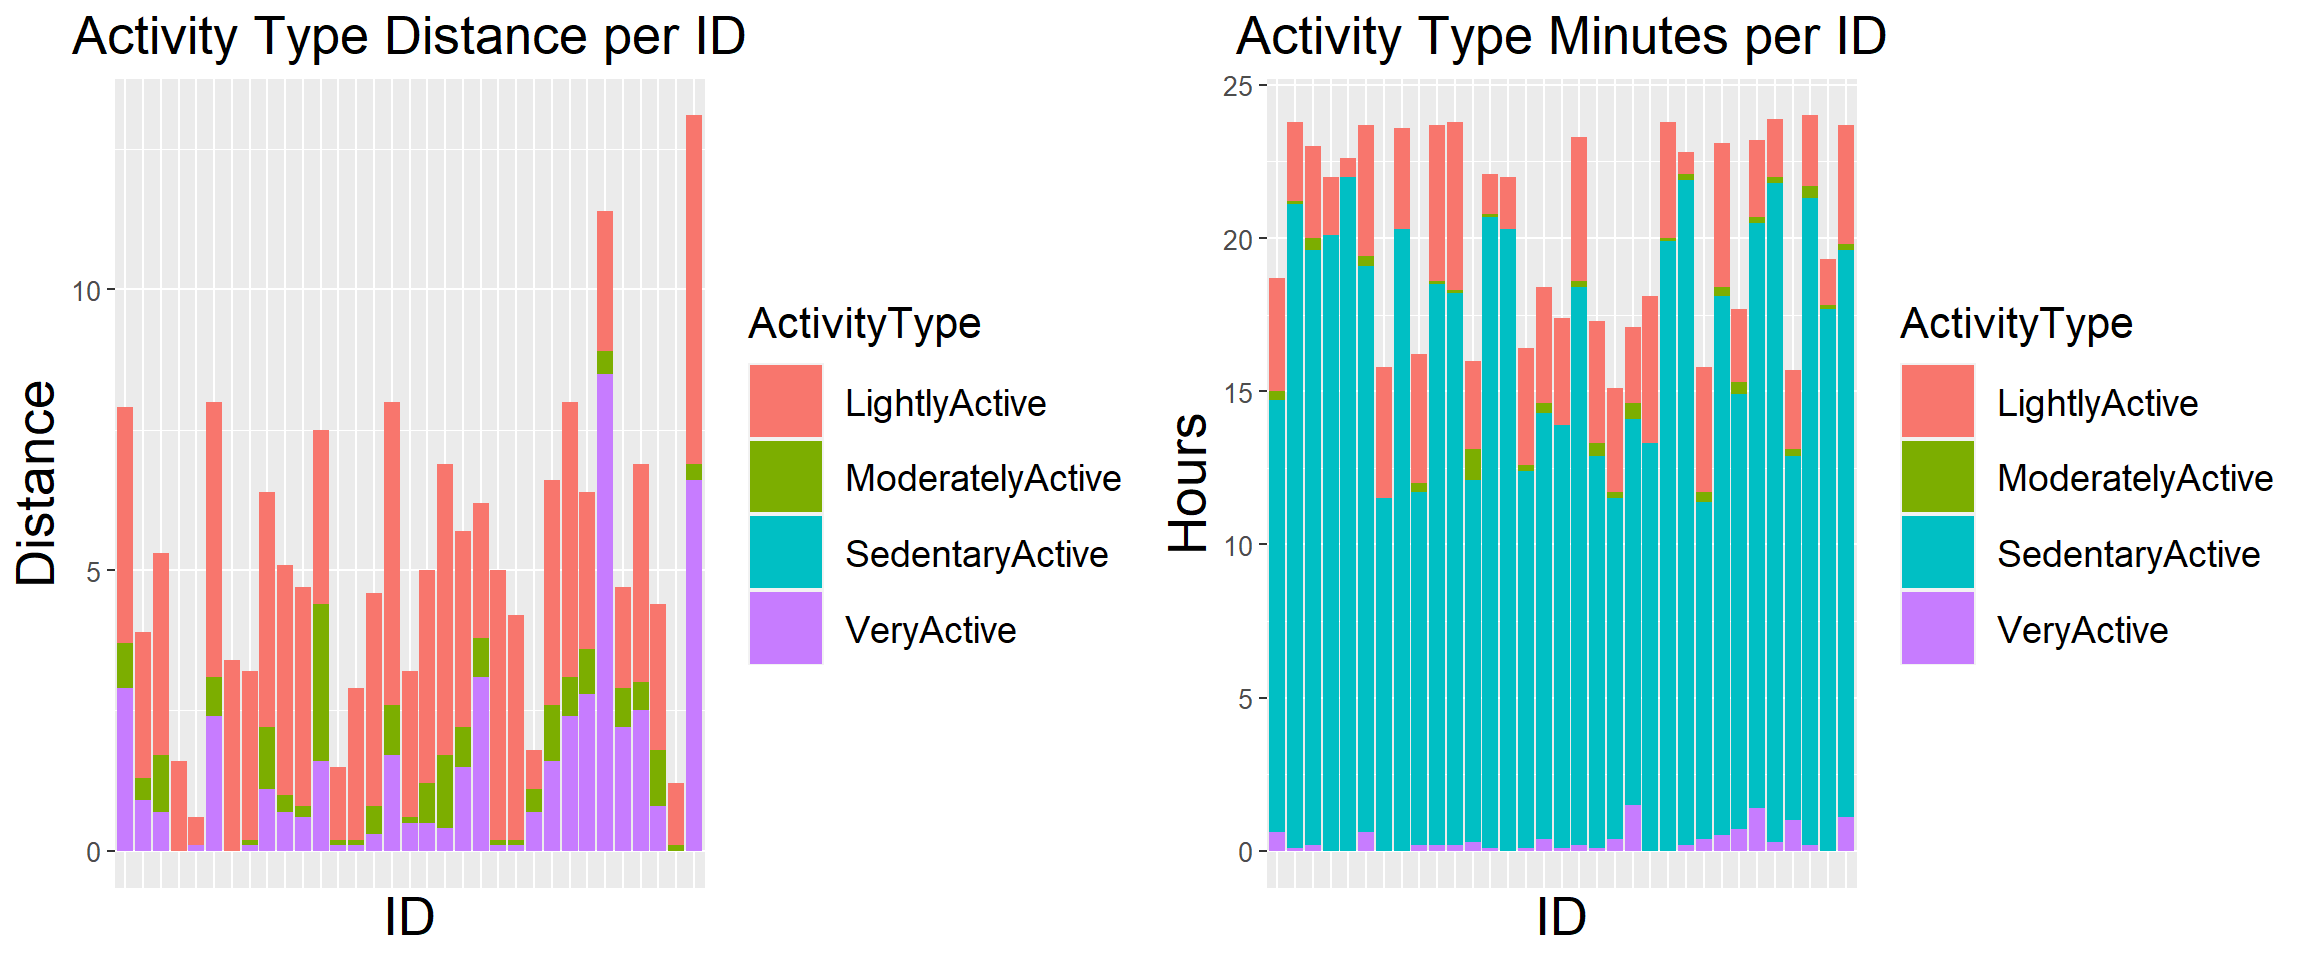 Activity Type Distance per ID
10
5
0
Distance
ID
ActivityType
LightlyActive
ModeratelyActive
SedentaryActive
VeryActive
Activity Type Minutes per ID
25
20
15
10
5
0
Hours
ID
ActivityType
LightlyActive
ModeratelyActive
SedentaryActive
VeryActive